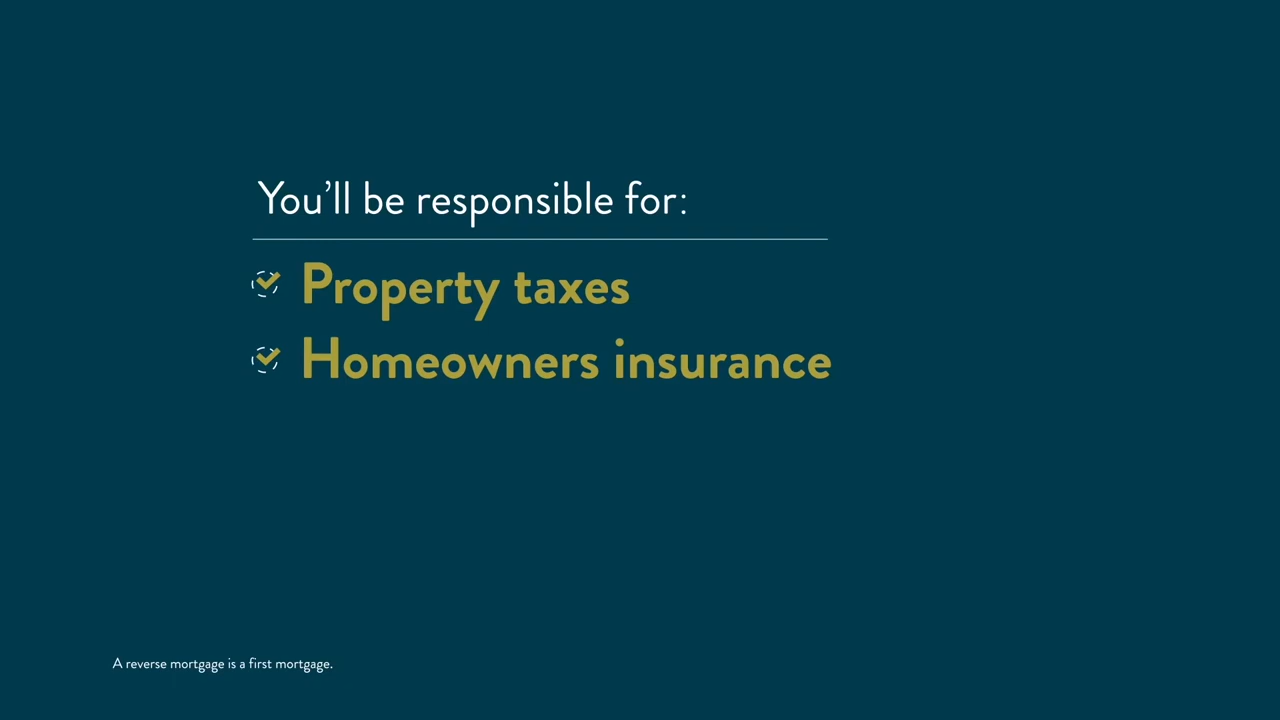 You’ll be responsible for:
Property taxes
Homeowners insurance
A reverse mortgage is a first mortgage.